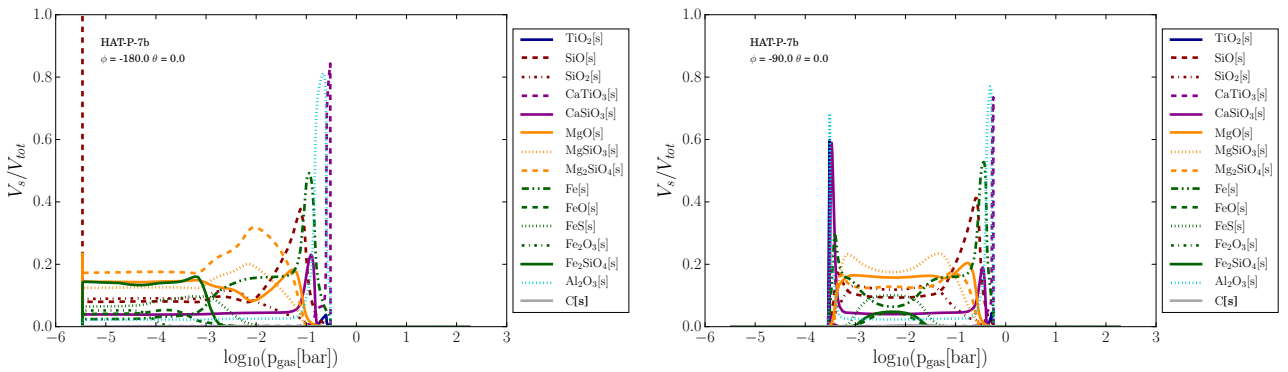 HAT-P-7b
ϕ = -180.0 θ = 0.0
1.0
0.8
0.6
0.4
0.2
0.0
V_s/V_tot
−6 −5 −4 −3 −2 −1 0 1 2 3
log₁₀(p_gas[bar])
TiO₂[s]
SiO[s]
SiO₂[s]
CaTiO₃[s]
CaSiO₃[s]
MgO[s]
MgSiO₃[s]
Mg₂SiO₄[s]
Fe[s]
FeO[s]
FeS[s]
Fe₂O₃[s]
Fe₂SiO₄[s]
Al₂O₃[s]
C[s]
HAT-P-7b
ϕ = -90.0 θ = 0.0
1.0
0.8
0.6
0.4
0.2
0.0
V_s/V_tot
−6 −5 −4 −3 −2 −1 0 1 2 3
log₁₀(p_gas[bar])
TiO₂[s]
SiO[s]
SiO₂[s]
CaTiO₃[s]
CaSiO₃[s]
MgO[s]
MgSiO₃[s]
Mg₂SiO₄[s]
Fe[s]
FeO[s]
FeS[s]
Fe₂O₃[s]
Fe₂SiO₄[s]
Al₂O₃[s]
C[s]